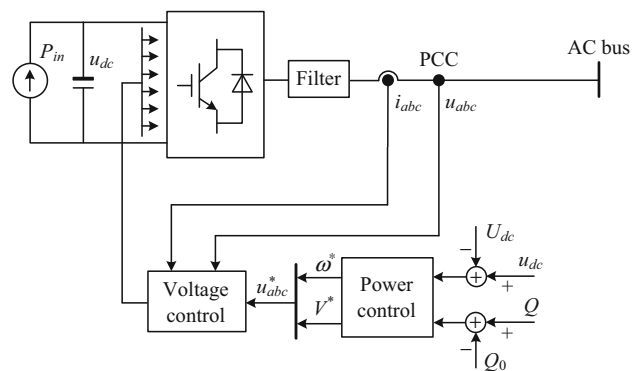 P_in
u_dc
Filter
i_abc
PCC
u_abc
AC bus
Voltage
control
u*_abc
ω*
V*
Power
control
U_dc
−
+
u_dc
+
Q
+
+
−
Q_0